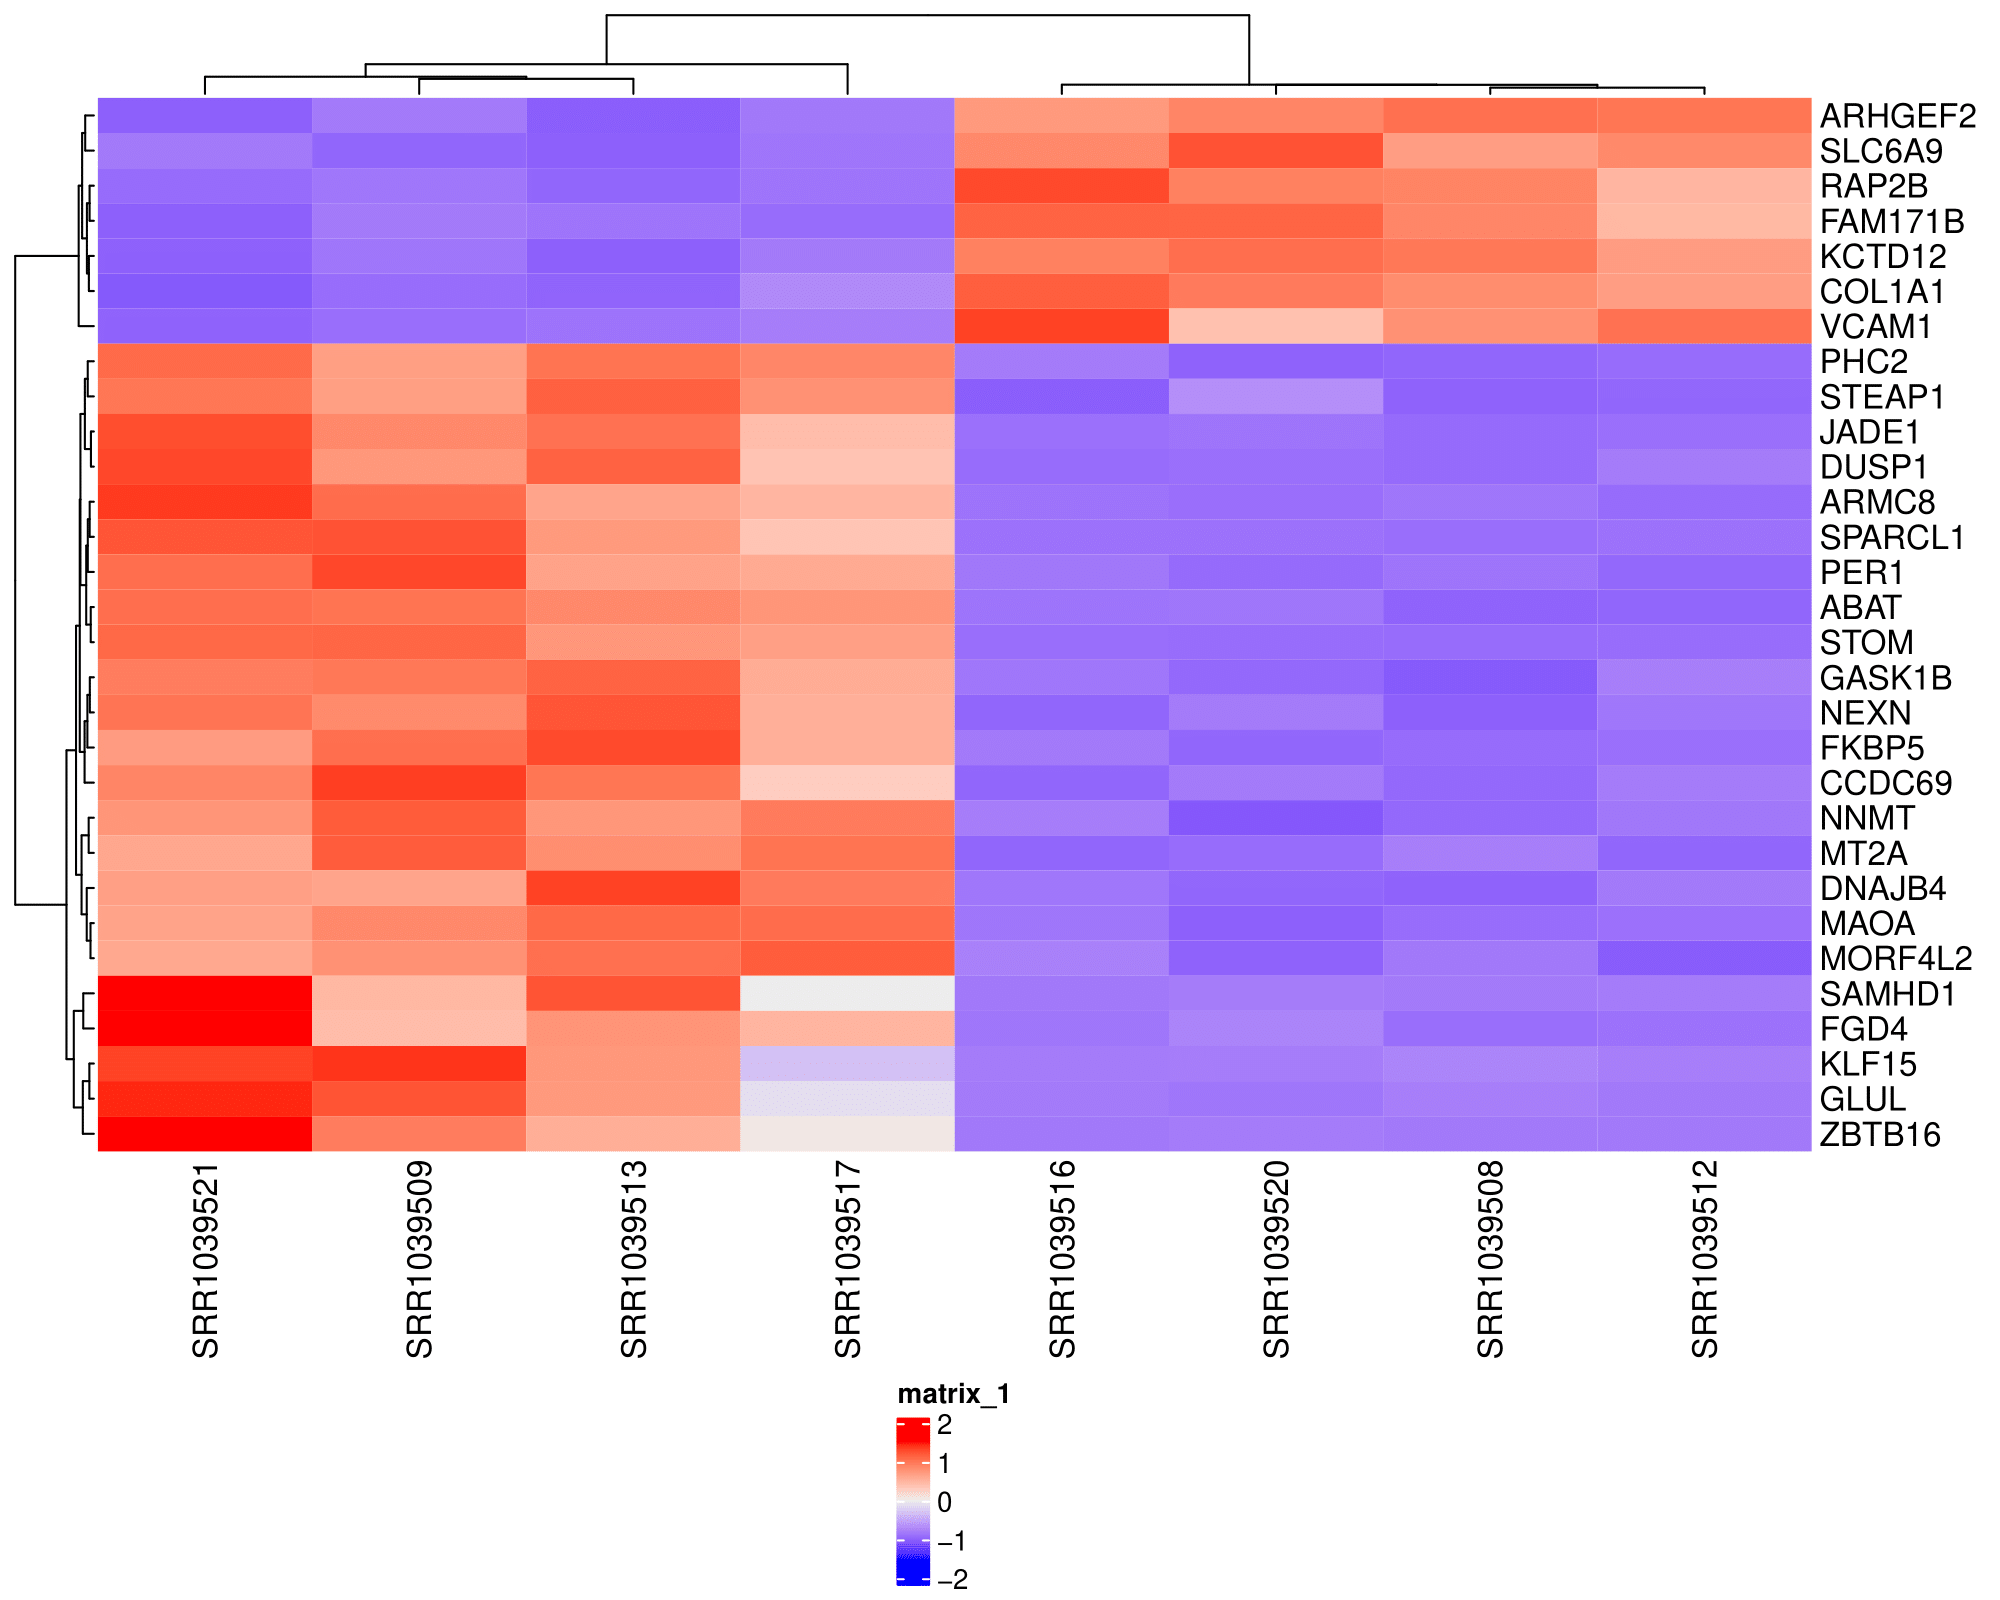 ARHGEF2
SLC6A9
RAP2B
FAM171B
KCTD12
COL1A1
VCAM1
PHC2
STEAP1
JADE1
DUSP1
ARMC8
SPARCL1
PER1
ABAT
STOM
GASK1B
NEXN
FKBP5
CCDC69
NNMT
MT2A
DNAJB4
MAOA
MORF4L2
SAMHD1
FGD4
KLF15
GLUL
ZBTB16
SRR1039521
SRR1039509
SRR1039513
SRR1039517
SRR1039516
SRR1039520
SRR1039508
SRR1039512
matrix_1
2
1
0
−1
−2